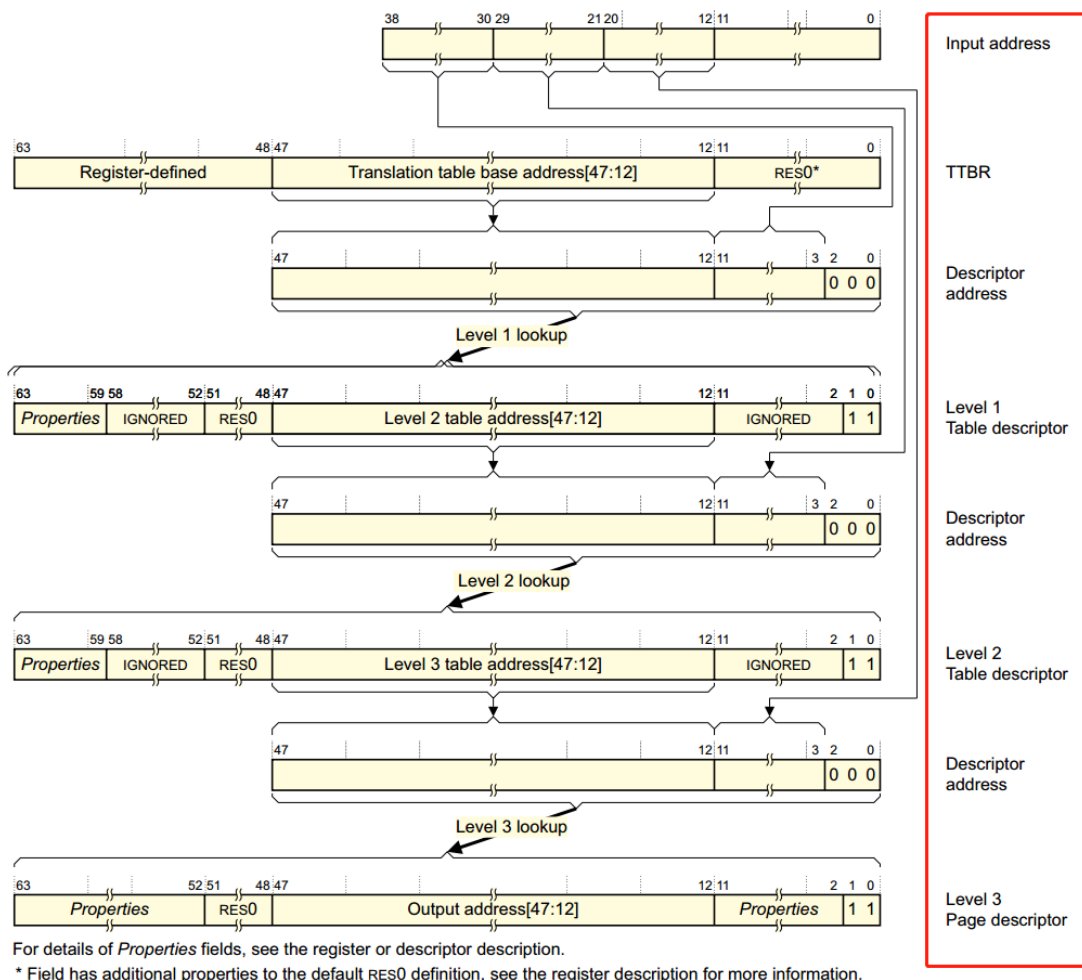 38 30 29 21 20 12 11 0
Input address
63 48 47 12 11 0
Register-defined Translation table base address[47:12] RES0*
TTBR
47 12 11 3 2 0
0 0 0
Descriptor
address
Level 1 lookup
63 59 58 52 51 48 47 12 11 2 1 0
Properties IGNORED RES0 Level 2 table address[47:12] IGNORED 1 1
Level 1
Table descriptor
47 12 11 3 2 0
0 0 0
Descriptor
address
Level 2 lookup
63 59 58 52 51 48 47 12 11 2 1 0
Properties IGNORED RES0 Level 3 table address[47:12] IGNORED 1 1
Level 2
Table descriptor
47 12 11 3 2 0
0 0 0
Descriptor
address
Level 3 lookup
63 52 51 48 47 12 11 2 1 0
Properties RES0 Output address[47:12] Properties 1 1
Level 3
Page descriptor
For details of Properties fields, see the register or descriptor description.
* Field has additional properties to the default RES0 definition, see the register description for more information.